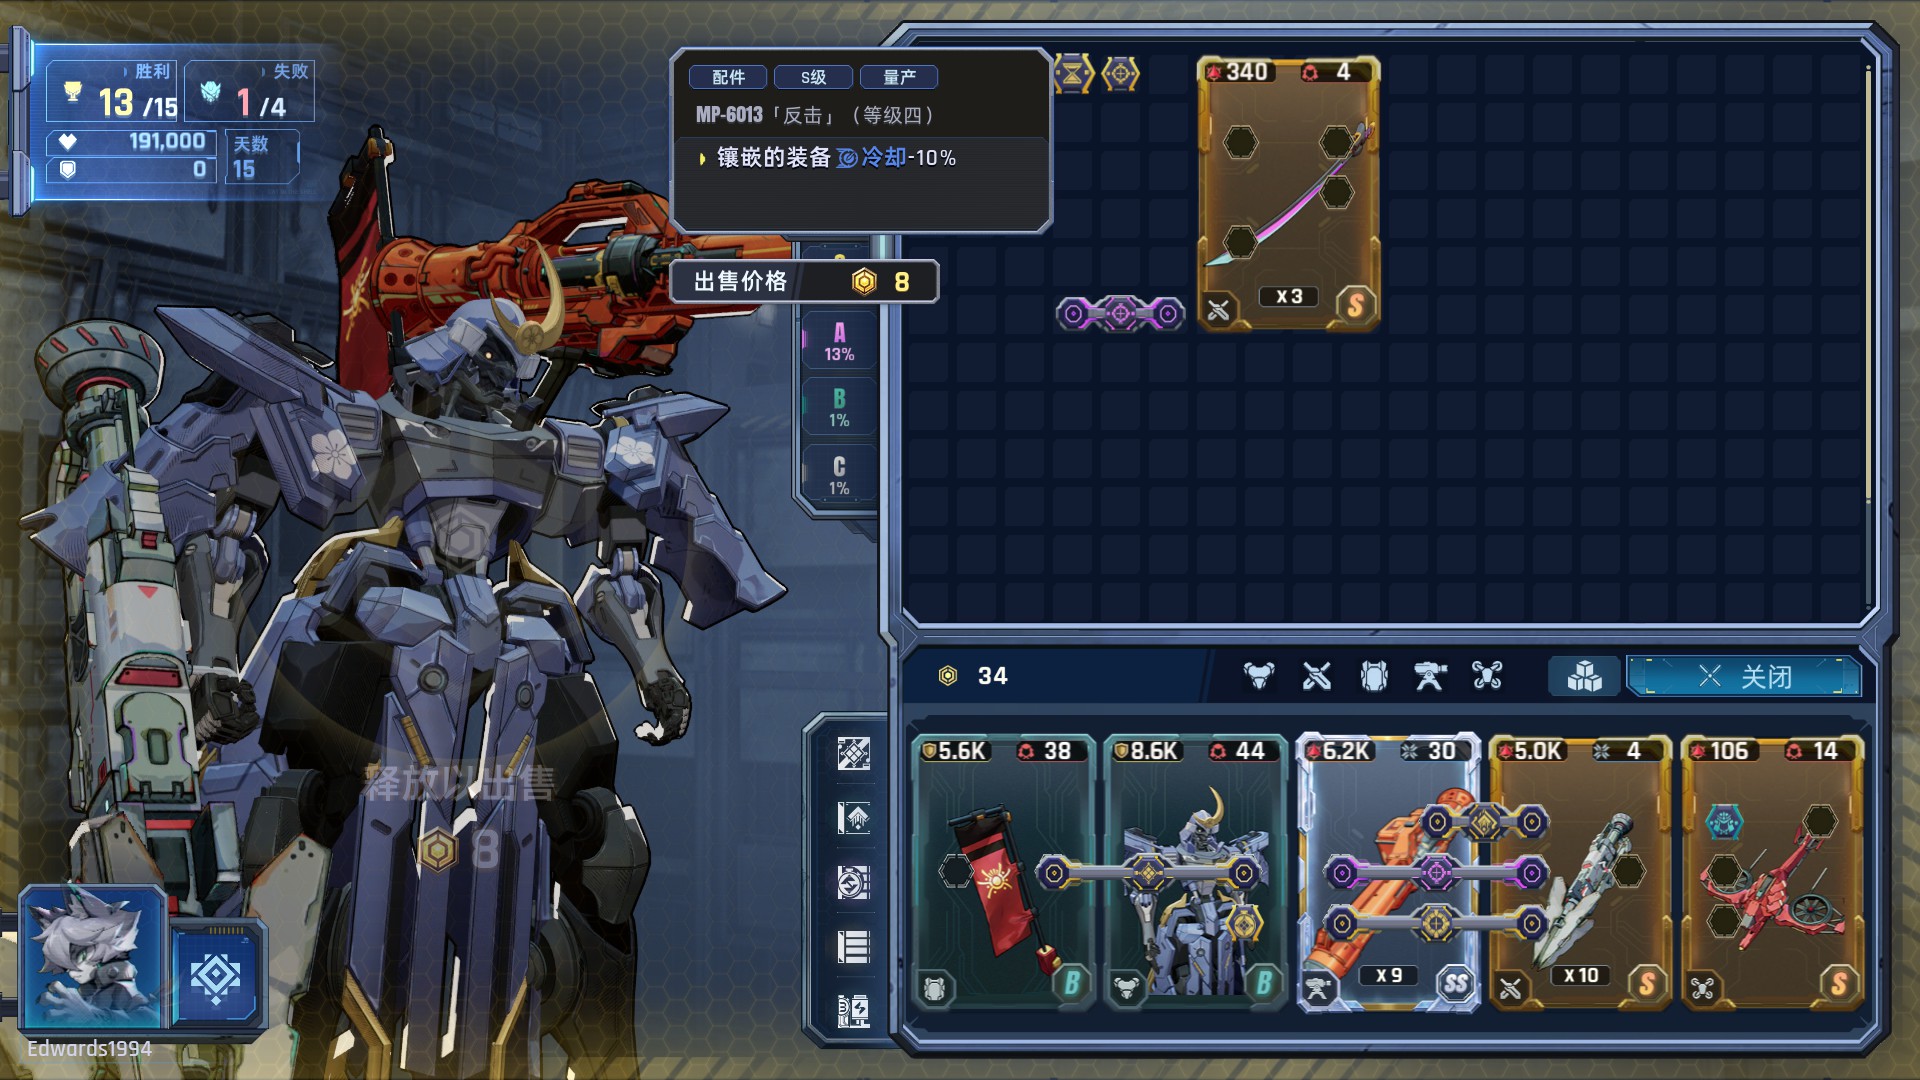 胜利
13 /15
失败
1 /4
191,000
0
天数
15
配件
S级
量产
MP-6013「反击」（等级四）
镶嵌的装备冷却-10%
出售价格
8
A
13%
B
1%
C
1%
340
4
x3
S
34
关闭
5.6K
38
B
8.6K
44
B
6.2K
30
x9
SS
5.0K
4
x10
S
106
14
S
释放以出售
8
Edwards1994